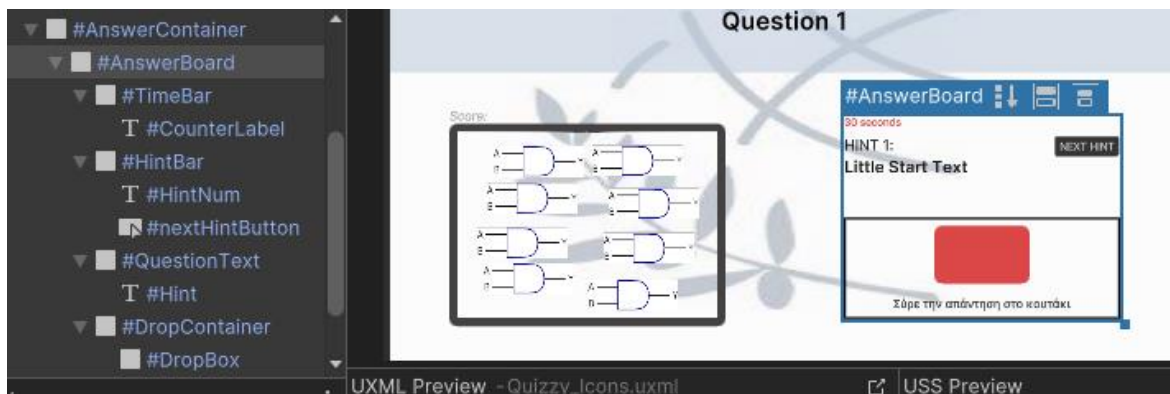 #AnswerContainer
#AnswerBoard
#TimeBar
#CounterLabel
#HintBar
#HintNum
#nextHintButton
#QuestionText
#Hint
#DropContainer
#DropBox
Question 1
Score:
A
B
Y
A
B
A
B
A
B
Y
A
B
A
B
A
B
A
B
Y
#AnswerBoard
30 seconds
HINT 1:
NEXT HINT
Little Start Text
Σύρε την απάντηση στο κουτάκι
UXML Preview - Quizzy_Icons.uxml
USS Preview